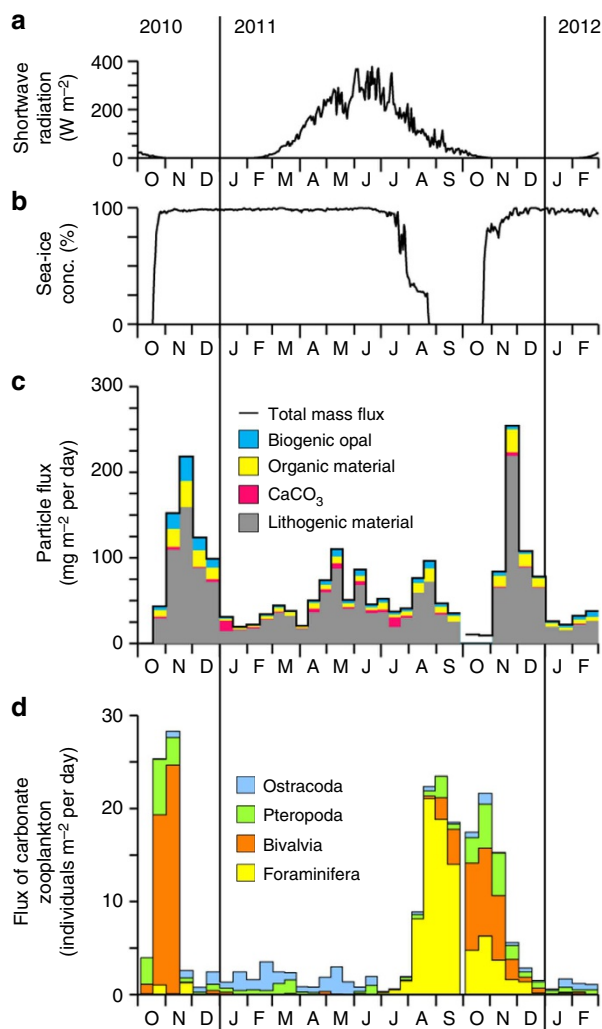 a
2010 2011 2012
Shortwave
radiation
(W m⁻²)
400
200
0
O N D J F M A M J J A S O N D J F
b
Sea-ice
conc. (%)
100
0
O N D J F M A M J J A S O N D J F
c
Particle flux
(mg m⁻² per day)
300
200
100
0
Total mass flux
Biogenic opal
Organic material
CaCO₃
Lithogenic material
O N D J F M A M J J A S O N D J F
d
Flux of carbonate
zooplankton
(individuals m⁻² per day)
30
20
10
0
Ostracoda
Pteropoda
Bivalvia
Foraminifera
O N D J F M A M J J A S O N D J F